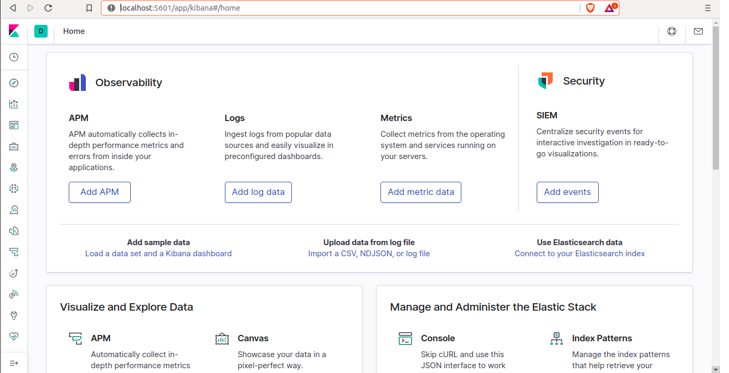 localhost:5601/app/kibana#/home
D
Home
Observability
Security
APM
APM automatically collects in-
depth performance metrics and
errors from inside your
applications.
Add APM
Logs
Ingest logs from popular data
sources and easily visualize in
preconfigured dashboards.
Add log data
Metrics
Collect metrics from the operating
system and services running on
your servers.
Add metric data
SIEM
Centralize security events for
interactive investigation in ready-to-
go visualizations.
Add events
Add sample data
Load a data set and a Kibana dashboard
Upload data from log file
Import a CSV, NDJSON, or log file
Use Elasticsearch data
Connect to your Elasticsearch index
Visualize and Explore Data
APM
Automatically collect in-
depth performance metrics
Canvas
Showcase your data in a
pixel-perfect way.
Manage and Administer the Elastic Stack
Console
Skip cURL and use this
JSON interface to work
Index Patterns
Manage the index patterns
that help retrieve your